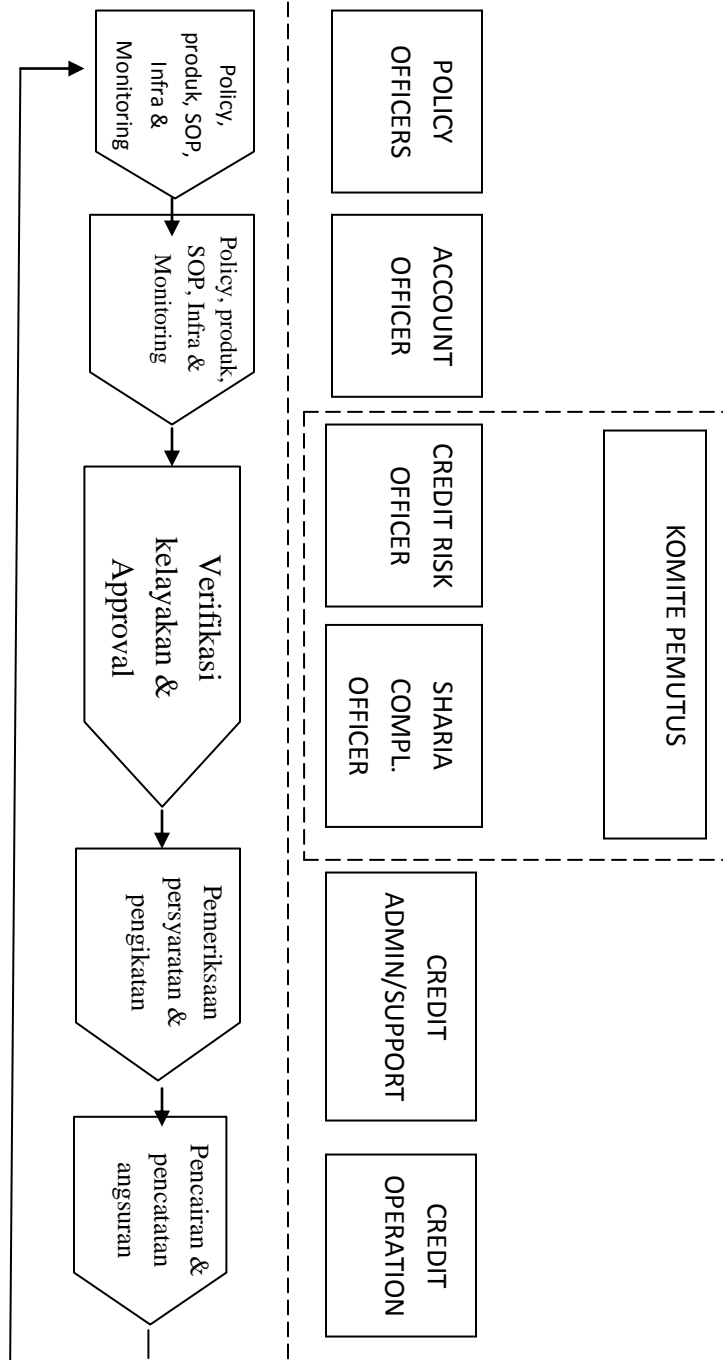 KOMITE PEMUTUS
POLICY
OFFICERS
ACCOUNT
OFFICER
CREDIT RISK
OFFICER
SHARIA
COMPL.
OFFICER
CREDIT
ADMIN/SUPPORT
CREDIT
OPERATION
Policy,
produk, SOP,
Infra &
Monitoring
Policy, produk,
SOP, Infra &
Monitoring
Verifikasi
kelayakan &
Approval
Pemeriksaan
persyaratan &
pengikatan
Pencairan &
pencatatan
angsuran